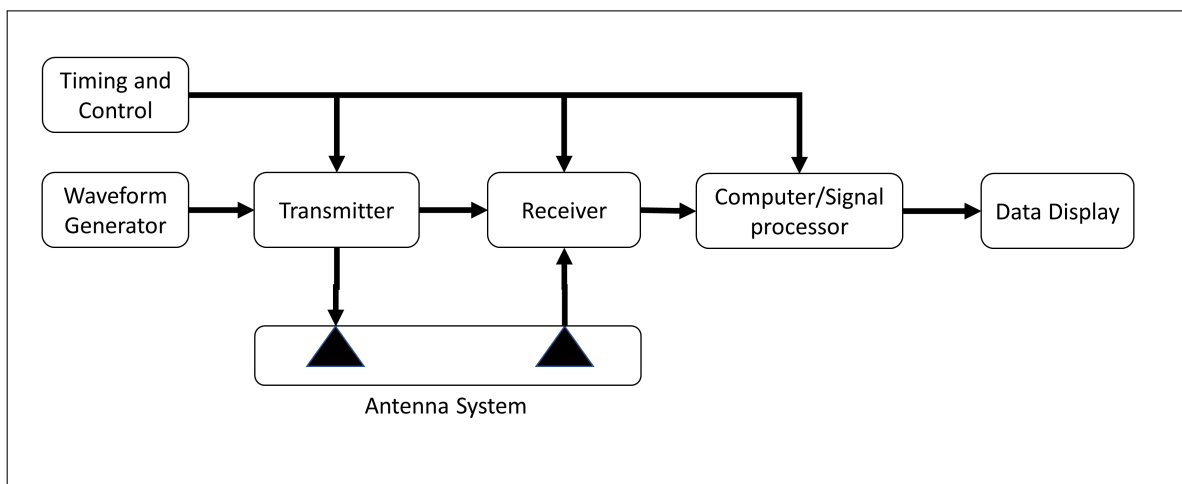 Timing and
Control
Waveform
Generator
Transmitter
Receiver
Computer/Signal
processor
Data Display
Antenna System